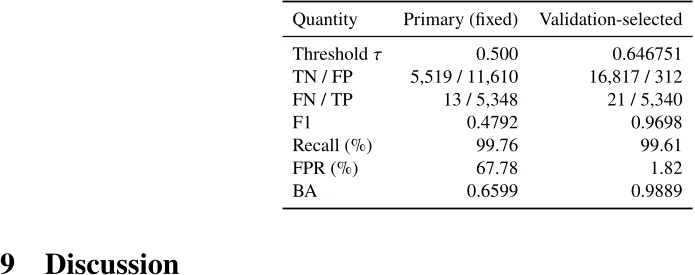 Quantity Primary (fixed) Validation-selected
Threshold τ 0.500 0.646751
TN / FP 5,519 / 11,610 16,817 / 312
FN / TP 13 / 5,348 21 / 5,340
F1 0.4792 0.9698
Recall (%) 99.76 99.61
FPR (%) 67.78 1.82
BA 0.6599 0.9889
9 Discussion